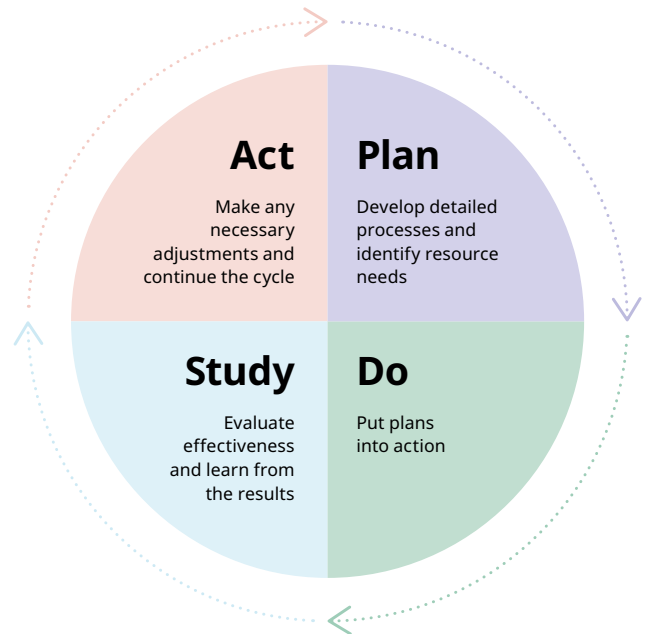 Act
Make any
necessary
adjustments and
continue the cycle
Plan
Develop detailed
processes and
identify resource
needs
Study
Evaluate
effectiveness
and learn from
the results
Do
Put plans
into action